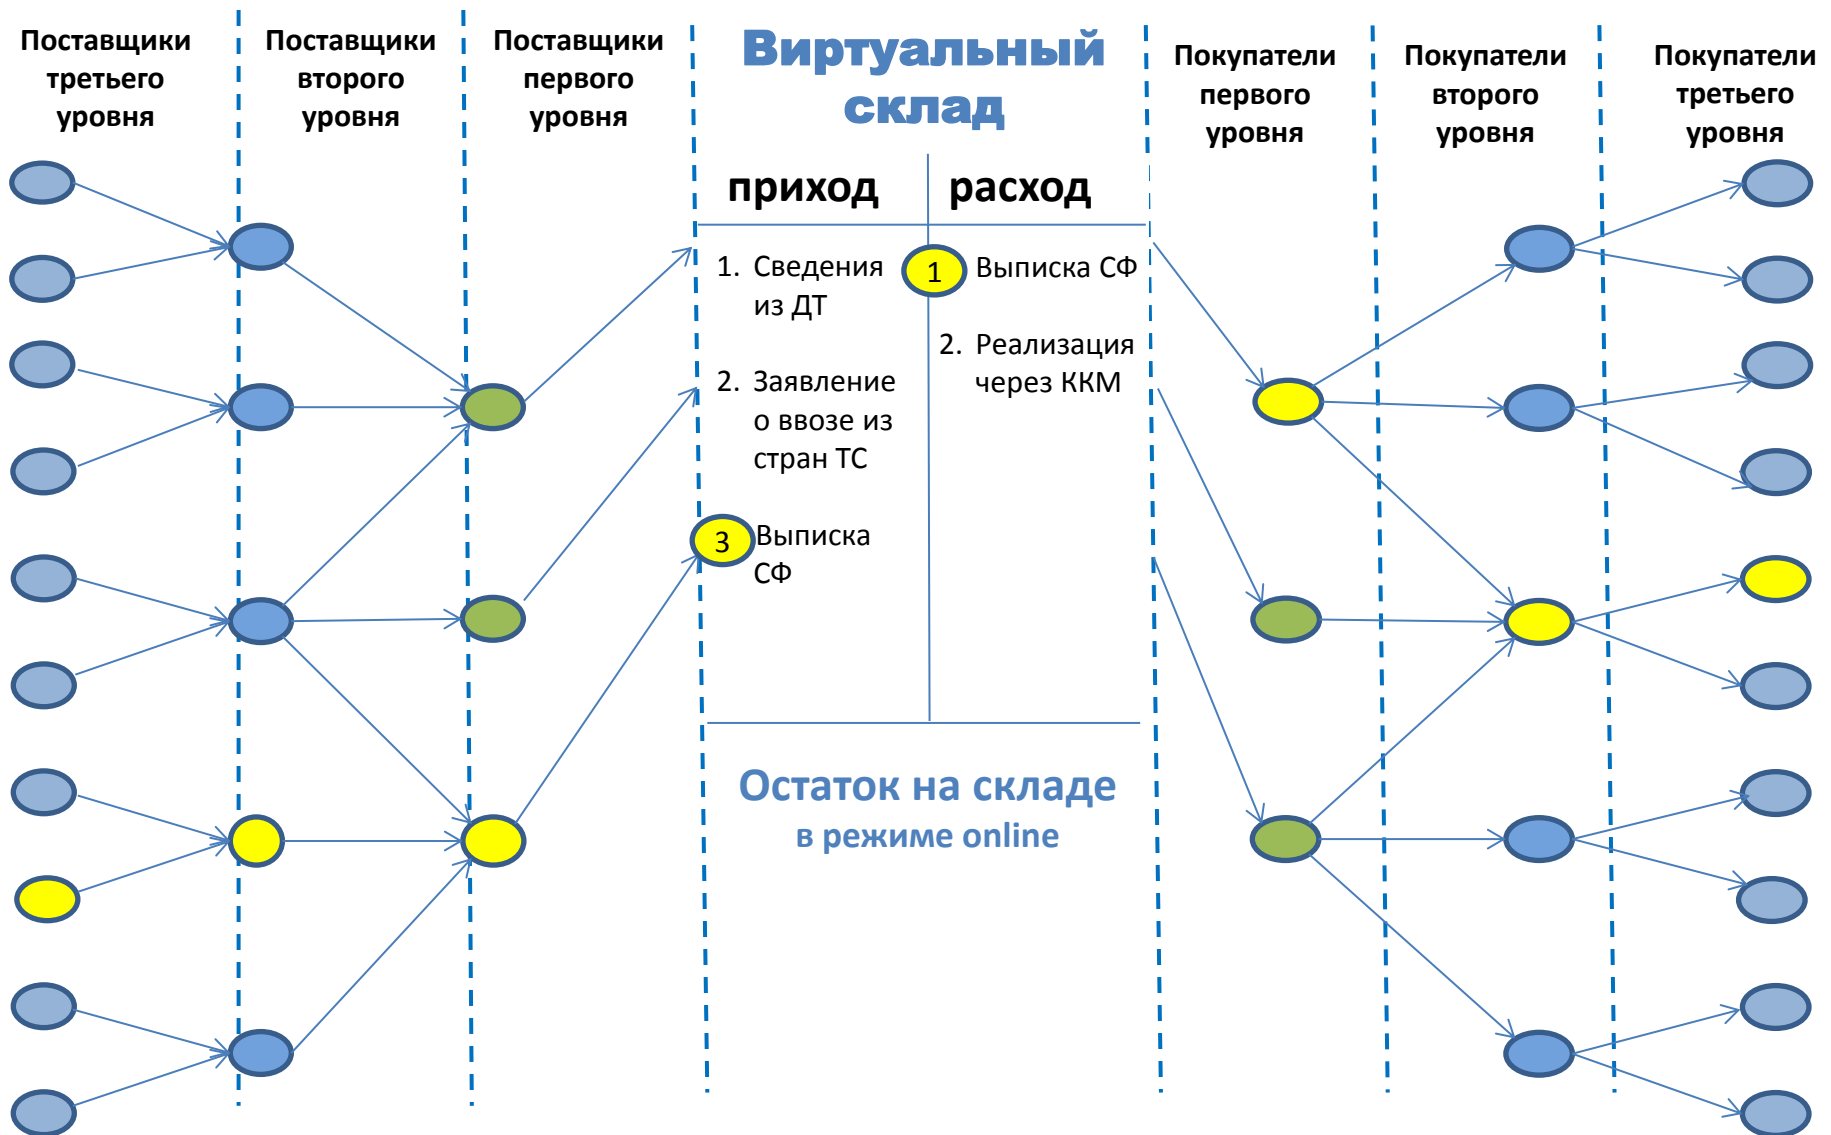 Поставщики
третьего
уровня
Поставщики
второго
уровня
Поставщики
первого
уровня
Виртуальный
склад
Покупатели
первого
уровня
Покупатели
второго
уровня
Покупатели
третьего
уровня
приход
расход
1. Сведения
из ДТ
2. Заявление
о ввозе из
стран ТС
3 Выписка
СФ
1 Выписка СФ
2. Реализация
через ККМ
Остаток на складе
в режиме online